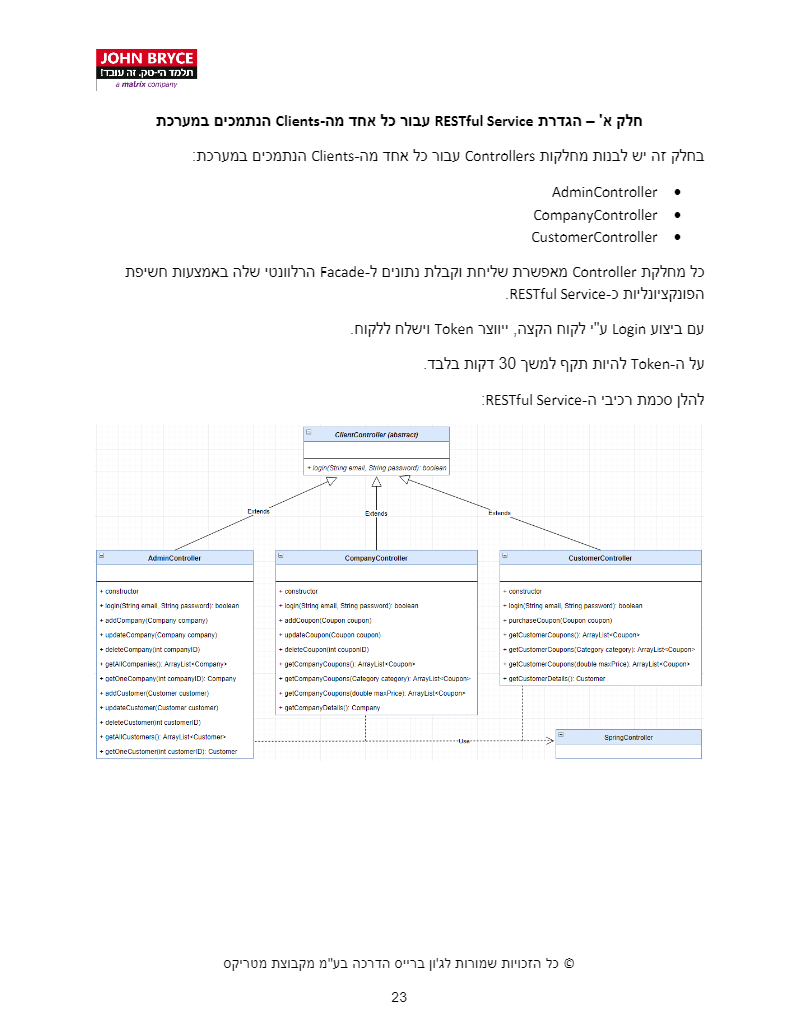 JOHN BRYCE
תלמד היי-טק. זה עובד!
a matrix company
חלק א' – הגדרת RESTful Service עבור כל אחד מה-Clients הנתמכים במערכת
בחלק זה יש לבנות מחלקות Controllers עבור כל אחד מה-Clients הנתמכים במערכת:
• AdminController
• CompanyController
• CustomerController
כל מחלקת Controller מאפשרת שליחת וקבלת נתונים ל-Facade הרלוונטי שלה באמצעות חשיפת
הפונקציונליות כ-RESTful Service.
עם ביצוע Login ע"י לקוח הקצה, ייווצר Token וישלח ללקוח.
על ה-Token להיות תקף למשך 30 דקות בלבד.
להלן סכמת רכיבי ה-RESTful Service:
ClientController (abstract)
+ login(String email, String password): boolean
Extends
Extends
Extends
AdminController
+ constructor
+ login(String email, String password): boolean
+ addCompany(Company company)
+ updateCompany(Company company)
+ deleteCompany(int companyID)
+ getAllCompanies(): ArrayList<Company>
+ getOneCompany(int companyID): Company
+ addCustomer(Customer customer)
+ updateCustomer(Customer customer)
+ deleteCustomer(int customerID)
+ getAllCustomers(): ArrayList<Customer>
+ getOneCustomer(int customerID): Customer
CompanyController
+ constructor
+ login(String email, String password): boolean
+ addCoupon(Coupon coupon)
+ updateCoupon(Coupon coupon)
+ deleteCoupon(int couponID)
+ getCompanyCoupons(): ArrayList<Coupon>
+ getCompanyCoupons(Category category): ArrayList<Coupon>
+ getCompanyCoupons(double maxPrice): ArrayList<Coupon>
+ getCompanyDetails(): Company
CustomerController
+ constructor
+ login(String email, String password): boolean
+ purchaseCoupon(Coupon coupon)
+ getCustomerCoupons(): ArrayList<Coupon>
+ getCustomerCoupons(Category category): ArrayList<Coupon>
+ getCustomerCoupons(double maxPrice): ArrayList<Coupon>
+ getCustomerDetails(): Customer
Use
SpringController
© כל הזכויות שמורות לג'ון ברייס הדרכה בע"מ מקבוצת מטריקס
23